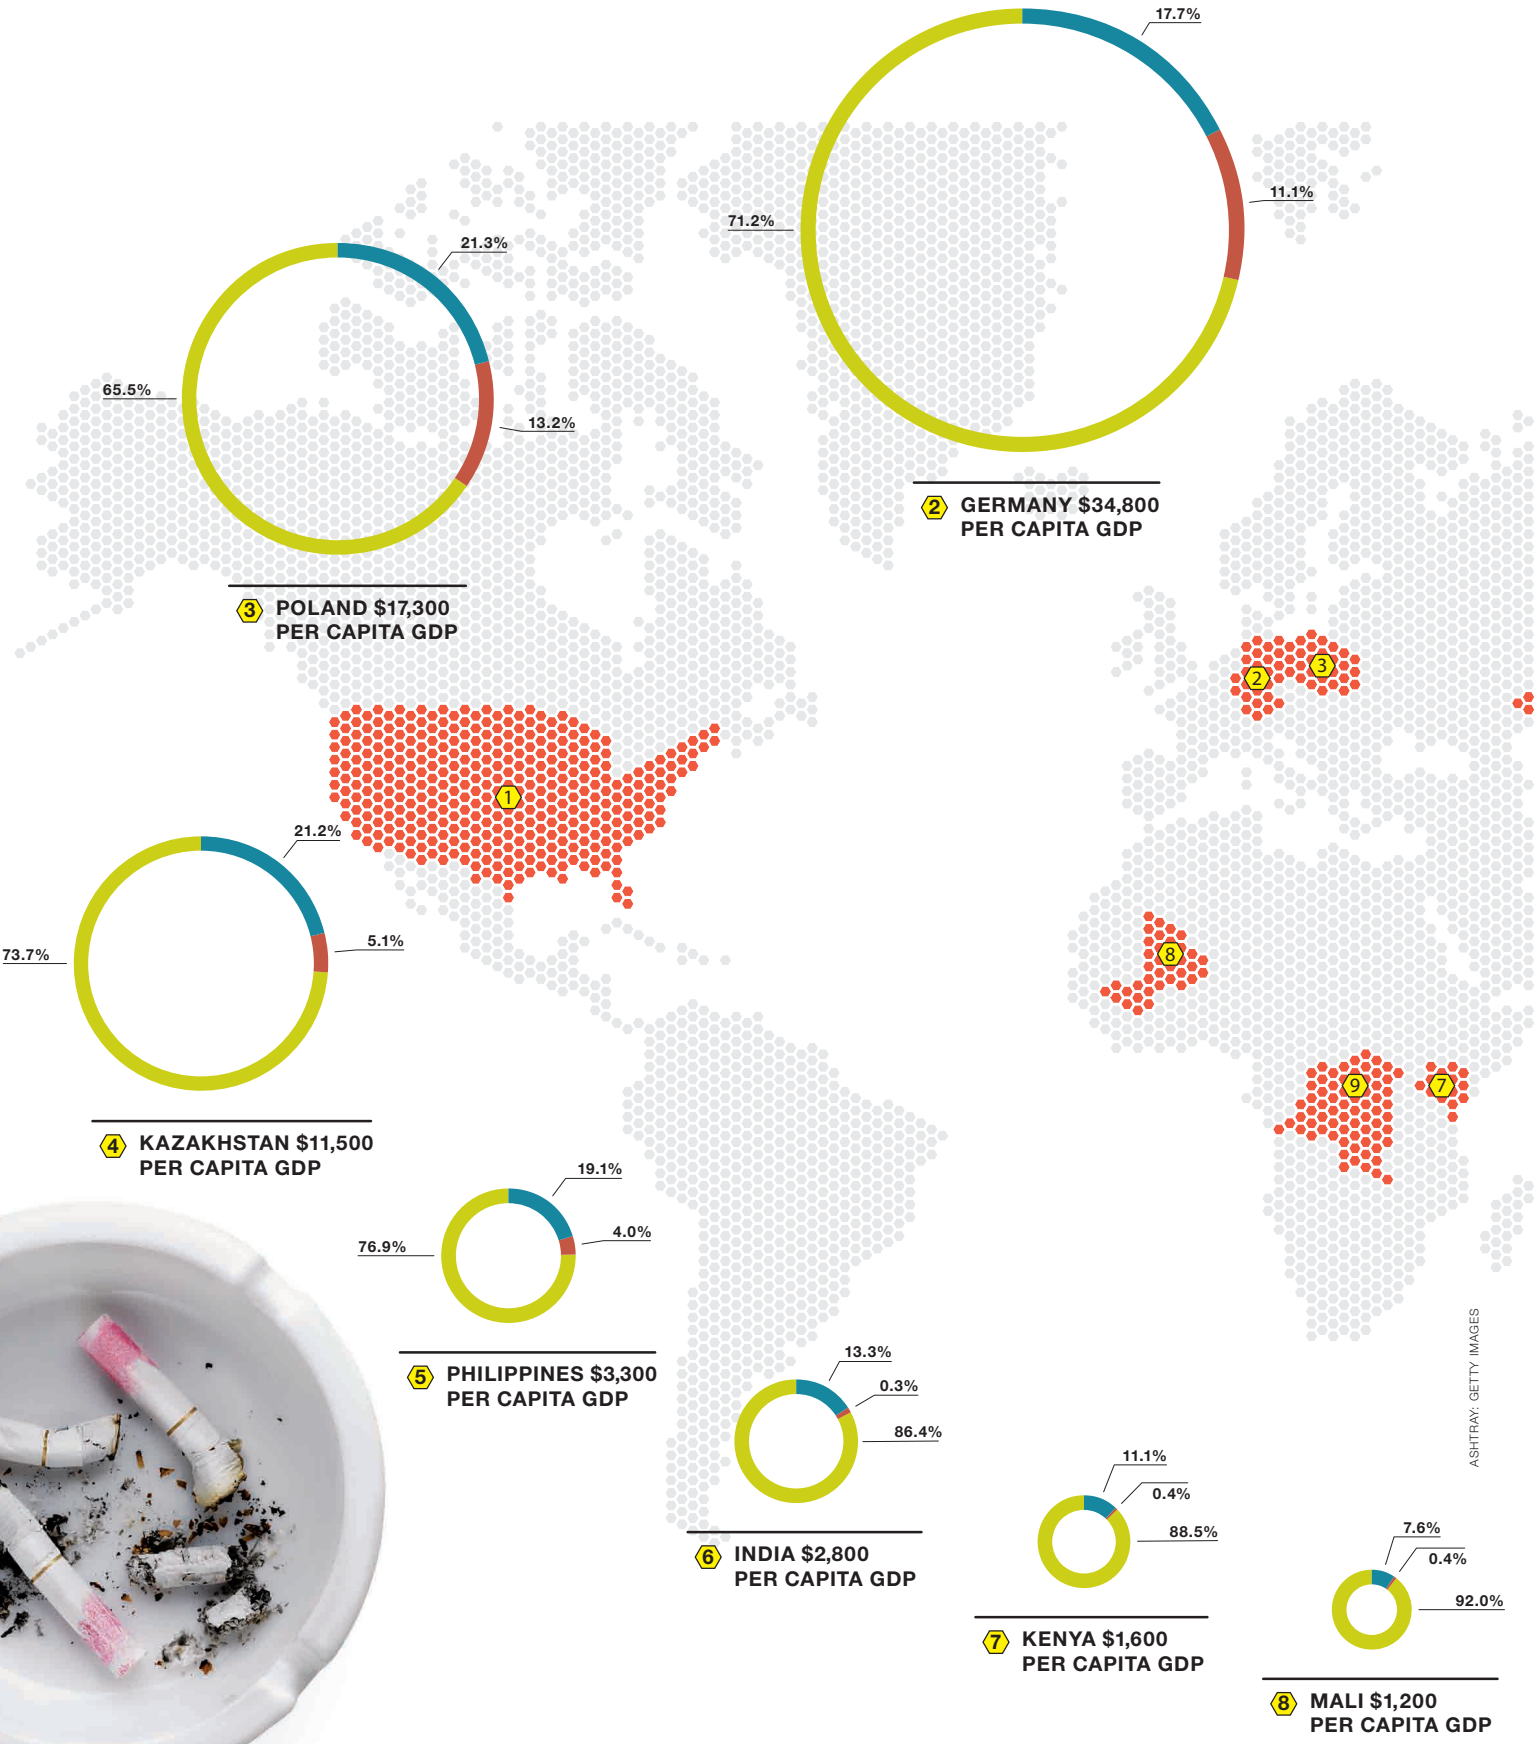 17.7%
11.1%
71.2%
2 GERMANY $34,800
PER CAPITA GDP
21.3%
65.5%
13.2%
3 POLAND $17,300
PER CAPITA GDP
2
3
1
8
9
7
21.2%
5.1%
73.7%
4 KAZAKHSTAN $11,500
PER CAPITA GDP
19.1%
4.0%
76.9%
5 PHILIPPINES $3,300
PER CAPITA GDP
13.3%
0.3%
86.4%
6 INDIA $2,800
PER CAPITA GDP
11.1%
0.4%
88.5%
7 KENYA $1,600
PER CAPITA GDP
7.6%
0.4%
92.0%
8 MALI $1,200
PER CAPITA GDP
ASHTRAY: GETTY IMAGES